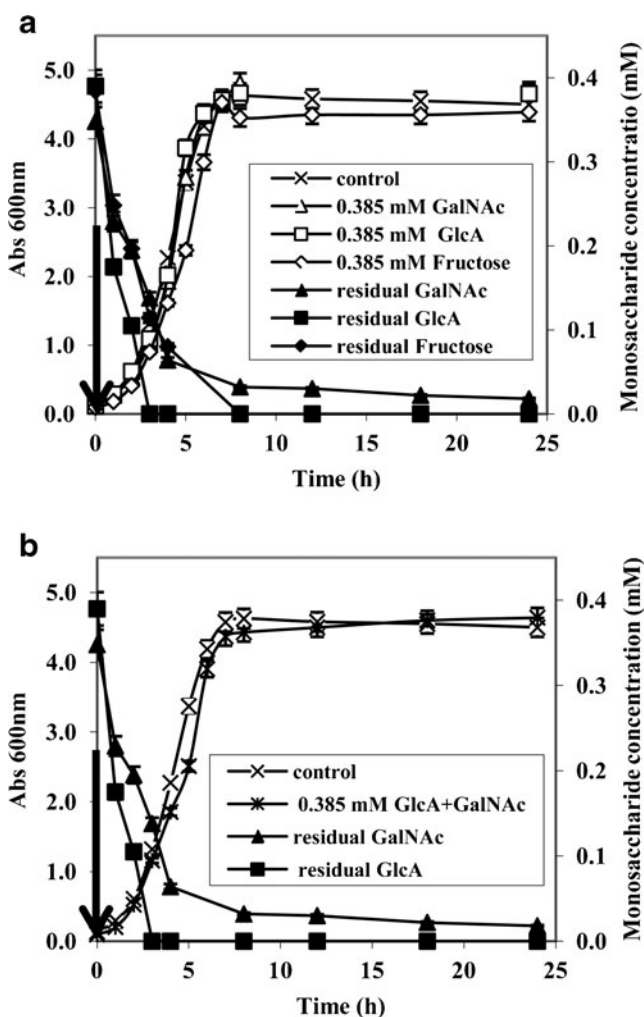 a
5.0
4.0
3.0
2.0
1.0
0.0
Abs 600nm
control
0.385 mM GalNAc
0.385 mM GlcA
0.385 mM Fructose
residual GalNAc
residual GlcA
residual Fructose
0.4
0.3
0.2
0.1
0.0
Monosaccharide concentratio (mM)
0 5 10 15 20 25
Time (h)
b
5.0
4.0
3.0
2.0
1.0
0.0
Abs 600nm
control
0.385 mM GlcA+GalNAc
residual GalNAc
residual GlcA
0.4
0.3
0.2
0.1
0.0
Monosaccharide concentration (mM)
0 5 10 15 20 25
Time (h)